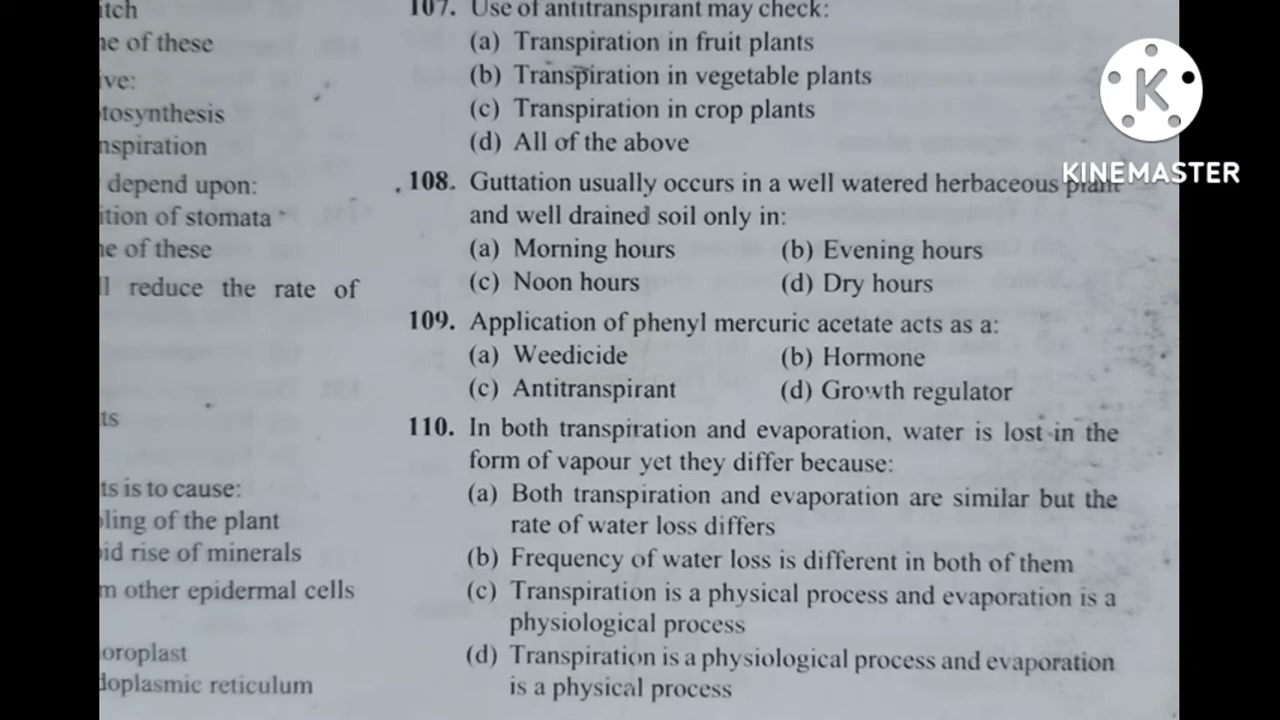 itch
ne of these
ive:
tosynthesis
nspiration
depend upon:
ition of stomata
ne of these
ll reduce the rate of
ts
ts is to cause:
ling of the plant
id rise of minerals
m other epidermal cells
oroplast
doplasmic reticulum
107. Use of antitranspirant may check:
(a) Transpiration in fruit plants
(b) Transpiration in vegetable plants
(c) Transpiration in crop plants
(d) All of the above
108. Guttation usually occurs in a well watered herbaceous plant
and well drained soil only in:
(a) Morning hours (b) Evening hours
(c) Noon hours (d) Dry hours
109. Application of phenyl mercuric acetate acts as a:
(a) Weedicide (b) Hormone
(c) Antitranspirant (d) Growth regulator
110. In both transpiration and evaporation, water is lost in the
form of vapour yet they differ because:
(a) Both transpiration and evaporation are similar but the
rate of water loss differs
(b) Frequency of water loss is different in both of them
(c) Transpiration is a physical process and evaporation is a
physiological process
(d) Transpiration is a physiological process and evaporation
is a physical process
K
KINEMASTER